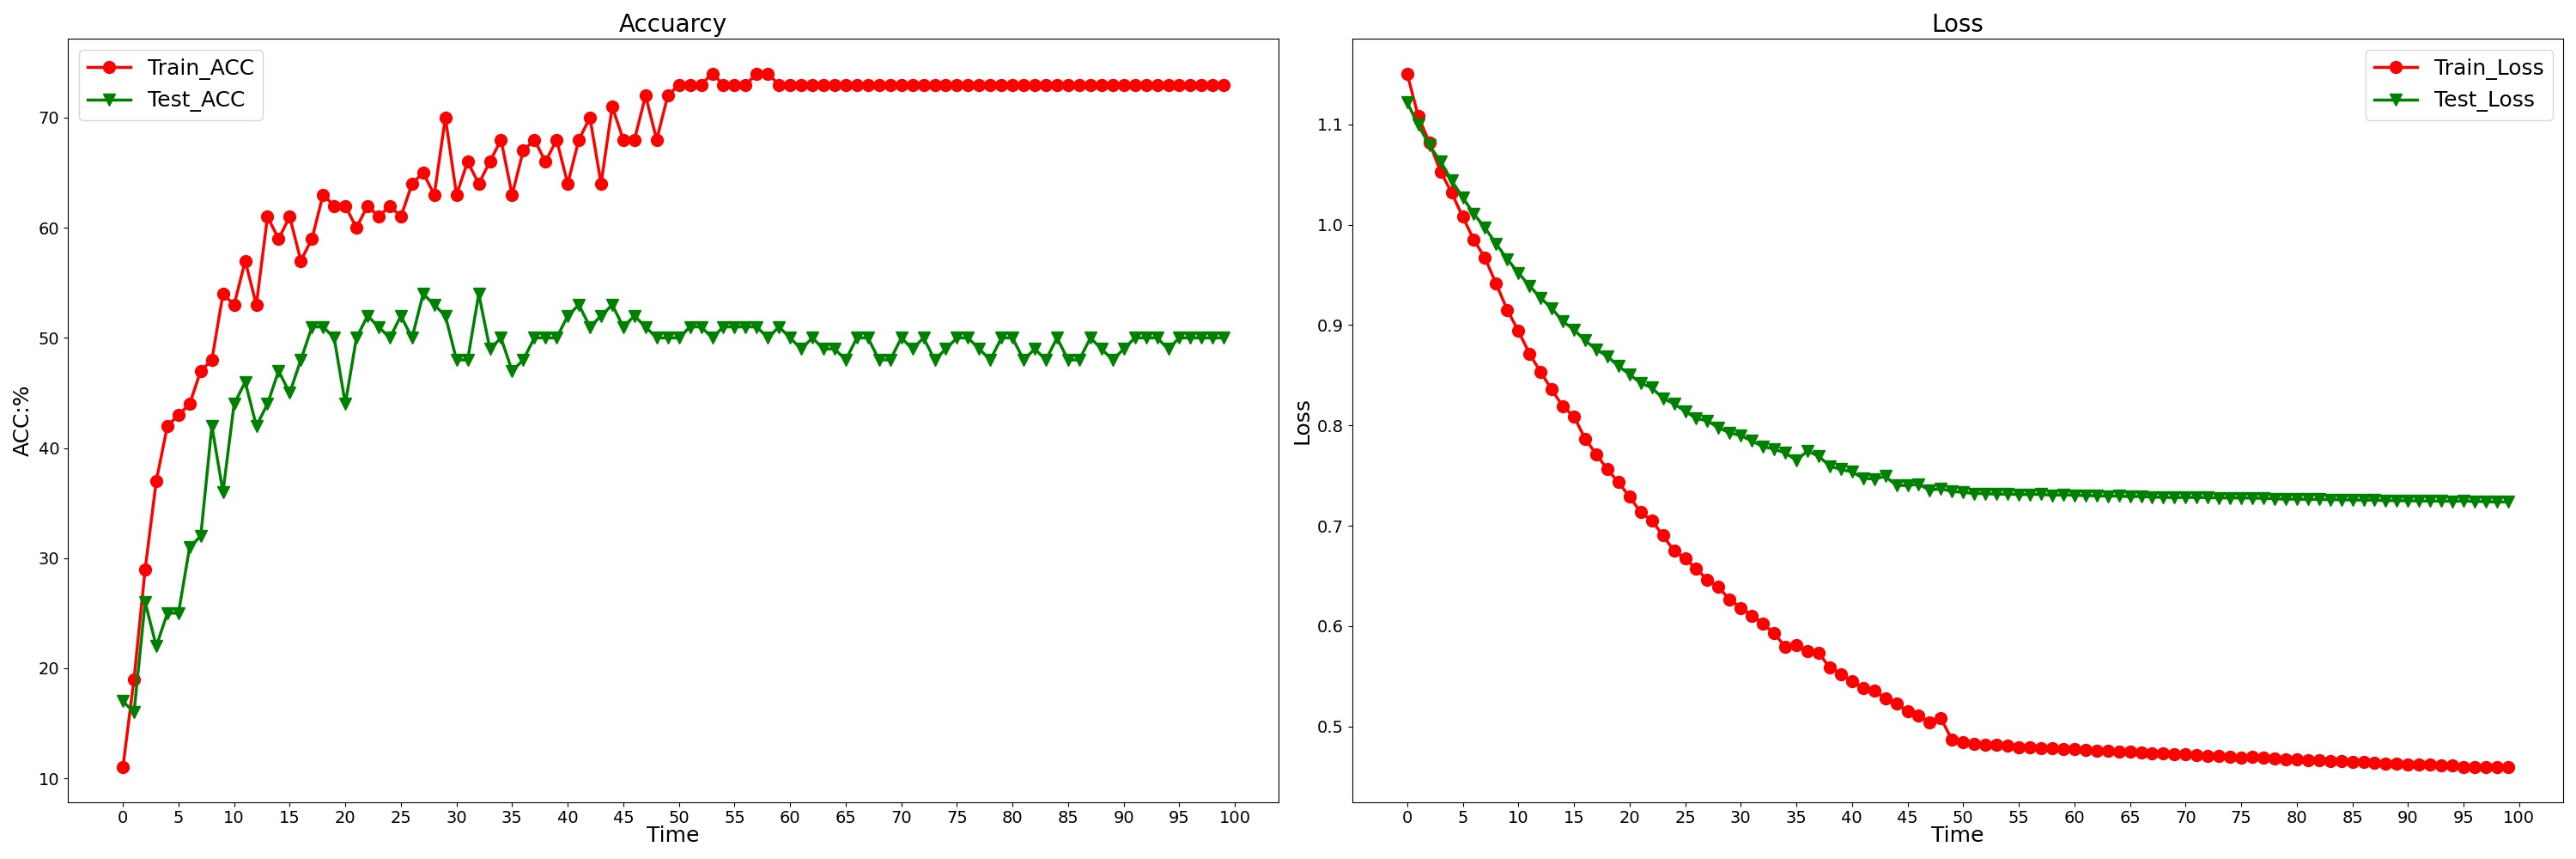 Accuarcy
Train_ACC
Test_ACC
ACC:%
70
60
50
40
30
20
10
0 5 10 15 20 25 30 35 40 45 50 55 60 65 70 75 80 85 90 95 100
Time
Loss
Train_Loss
Test_Loss
Loss
1.1
1.0
0.9
0.8
0.7
0.6
0.5
0 5 10 15 20 25 30 35 40 45 50 55 60 65 70 75 80 85 90 95 100
Time